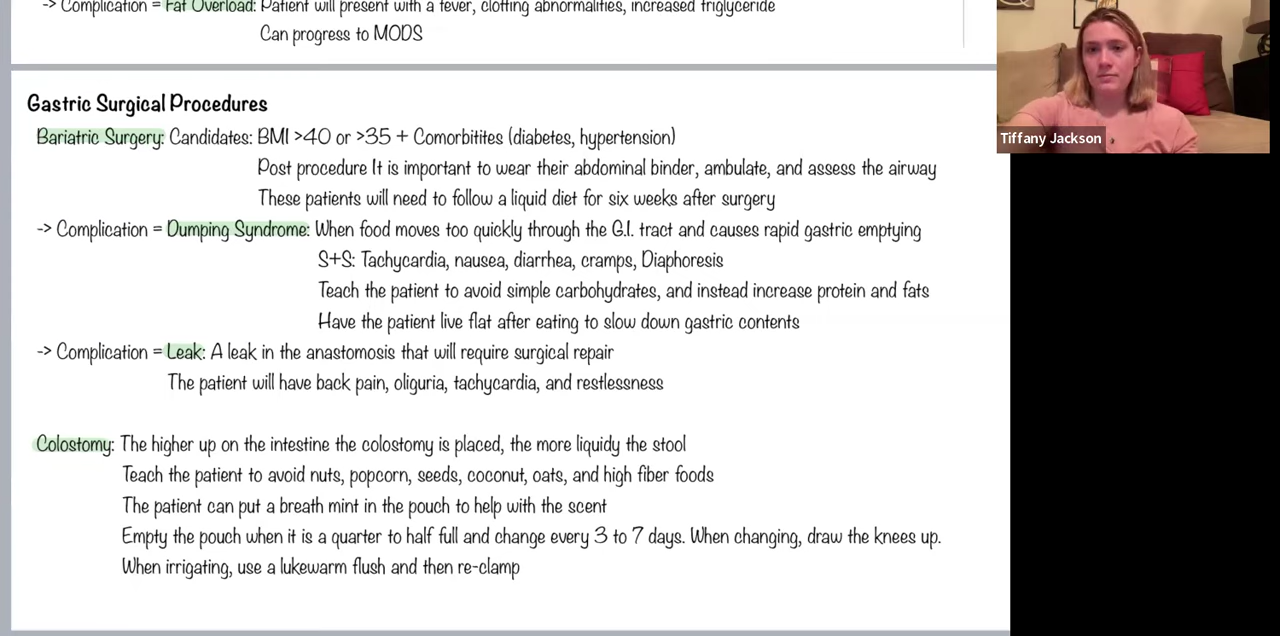 -> Complication = Fat Overload: Patient will present with a fever, clotting abnormalities, increased triglyceride
Can progress to MODS
Gastric Surgical Procedures
Bariatric Surgery: Candidates: BMI >40 or >35 + Comorbitites (diabetes, hypertension)
Post procedure It is important to wear their abdominal binder, ambulate, and assess the airway
These patients will need to follow a liquid diet for six weeks after surgery
-> Complication = Dumping Syndrome: When food moves too quickly through the G.I. tract and causes rapid gastric emptying
S+S: Tachycardia, nausea, diarrhea, cramps, Diaphoresis
Teach the patient to avoid simple carbohydrates, and instead increase protein and fats
Have the patient live flat after eating to slow down gastric contents
-> Complication = Leak: A leak in the anastomosis that will require surgical repair
The patient will have back pain, oliguria, tachycardia, and restlessness
Colostomy: The higher up on the intestine the colostomy is placed, the more liquidy the stool
Teach the patient to avoid nuts, popcorn, seeds, coconut, oats, and high fiber foods
The patient can put a breath mint in the pouch to help with the scent
Empty the pouch when it is a quarter to half full and change every 3 to 7 days. When changing, draw the knees up.
When irrigating, use a lukewarm flush and then re-clamp
Tiffany Jackson